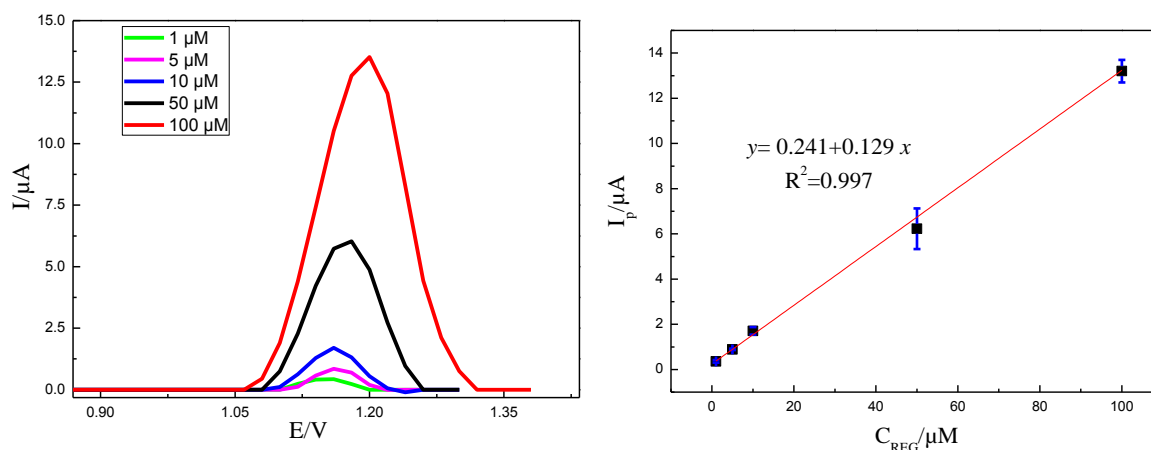 15.0
12.5
10.0
7.5
5.0
2.5
0.0
I/µA
1 µM
5 µM
10 µM
50 µM
100 µM
0.90 1.05 1.20 1.35
E/V
14
12
10
8
6
4
2
0
I_p/µA
y= 0.241+0.129 x
R²=0.997
0 20 40 60 80 100
C_REG/µM